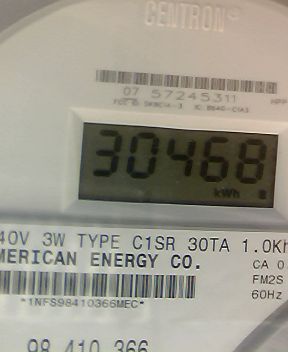 CENTRON®
07 57245311
30468
kWh
40V 3W TYPE C1SR 30TA 1.0Kh
MERICAN ENERGY CO.
CA 0
FM2S
*1NFS98410366MEC*
60Hz
98 410 366